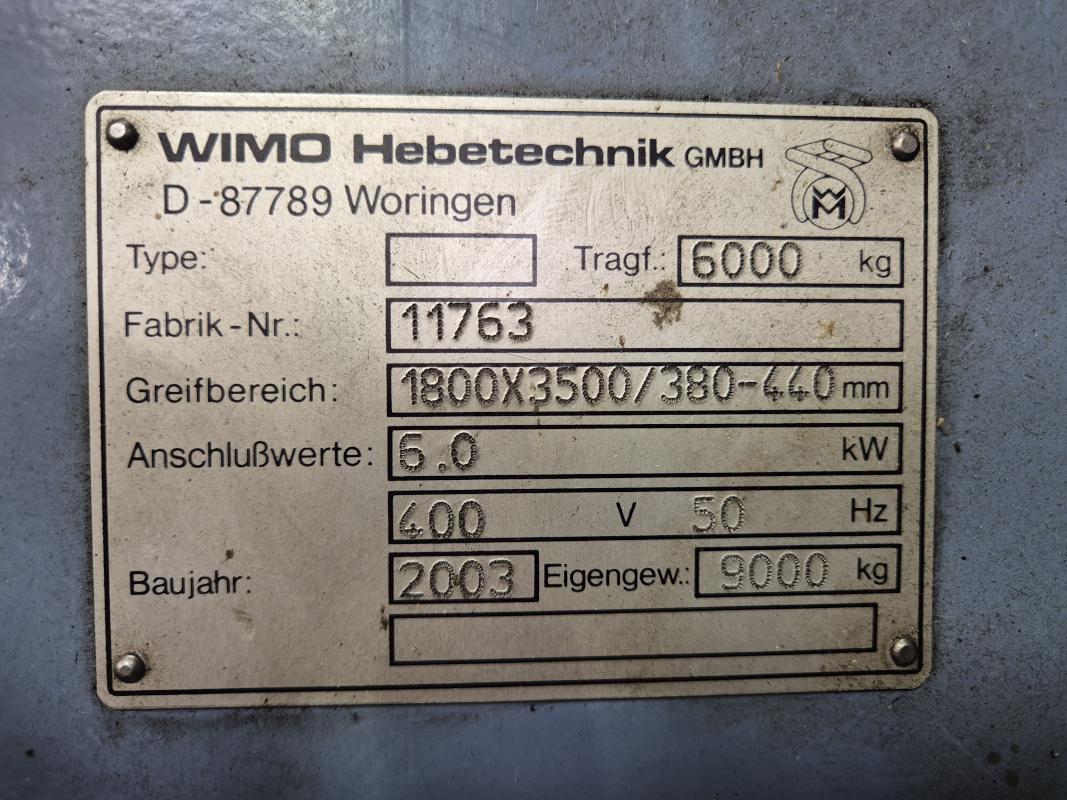 WIMO Hebetechnik GMBH
D-87789 Woringen
Type: Tragf.: 6000 kg
Fabrik-Nr.: 11763
Greifbereich: 1800X3500/380-440 mm
Anschlußwerte: 6.0 kW
400 V 50 Hz
Baujahr: 2003 Eigengew.: 9000 kg